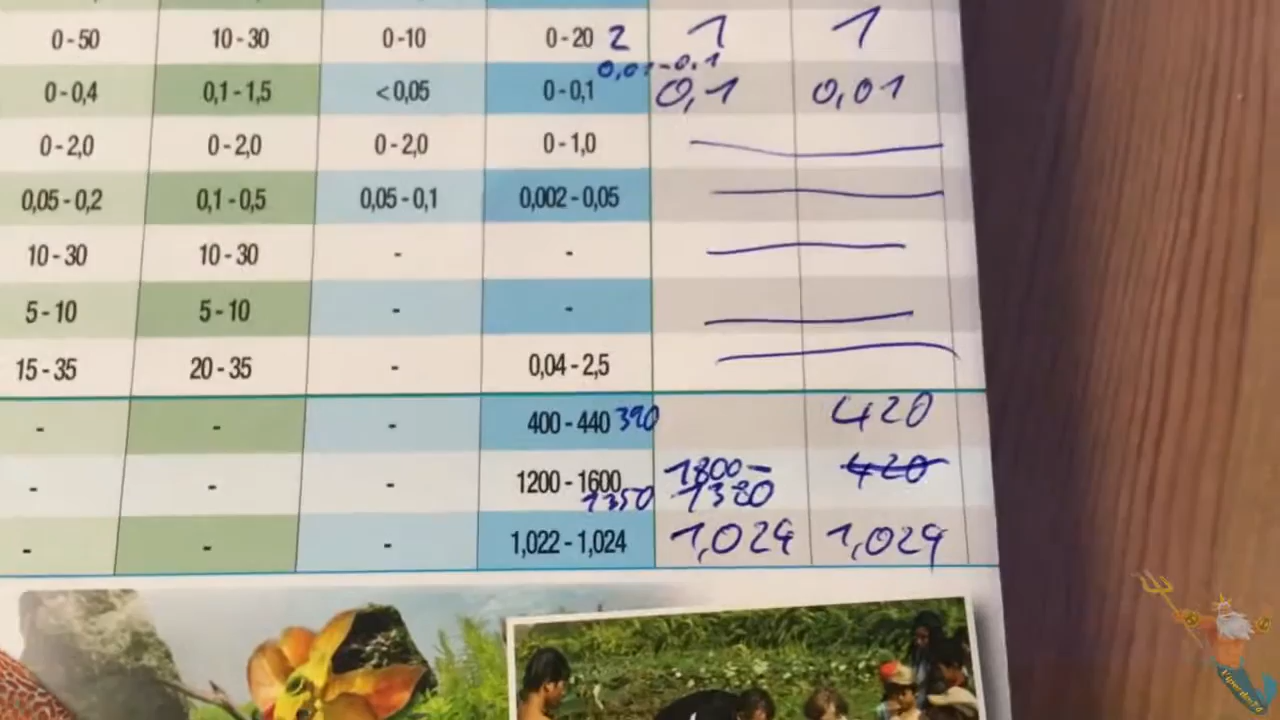 0-50 10-30 0-10 0-20 2 1 1
0,01-0.1
0-0,4 0,1-1,5 <0,05 0-0,1 0,1 0,01
0-2,0 0-2,0 0-2,0 0-1,0
0,05-0,2 0,1-0,5 0,05-0,1 0,002-0,05
10-30 10-30 - -
5-10 5-10 - -
15-35 20-35 - 0,04-2,5
- - - 400-440 390 420
- - - 1200-1600 1800- 420
1350 1380
- - - 1,022-1,024 1,024 1,024